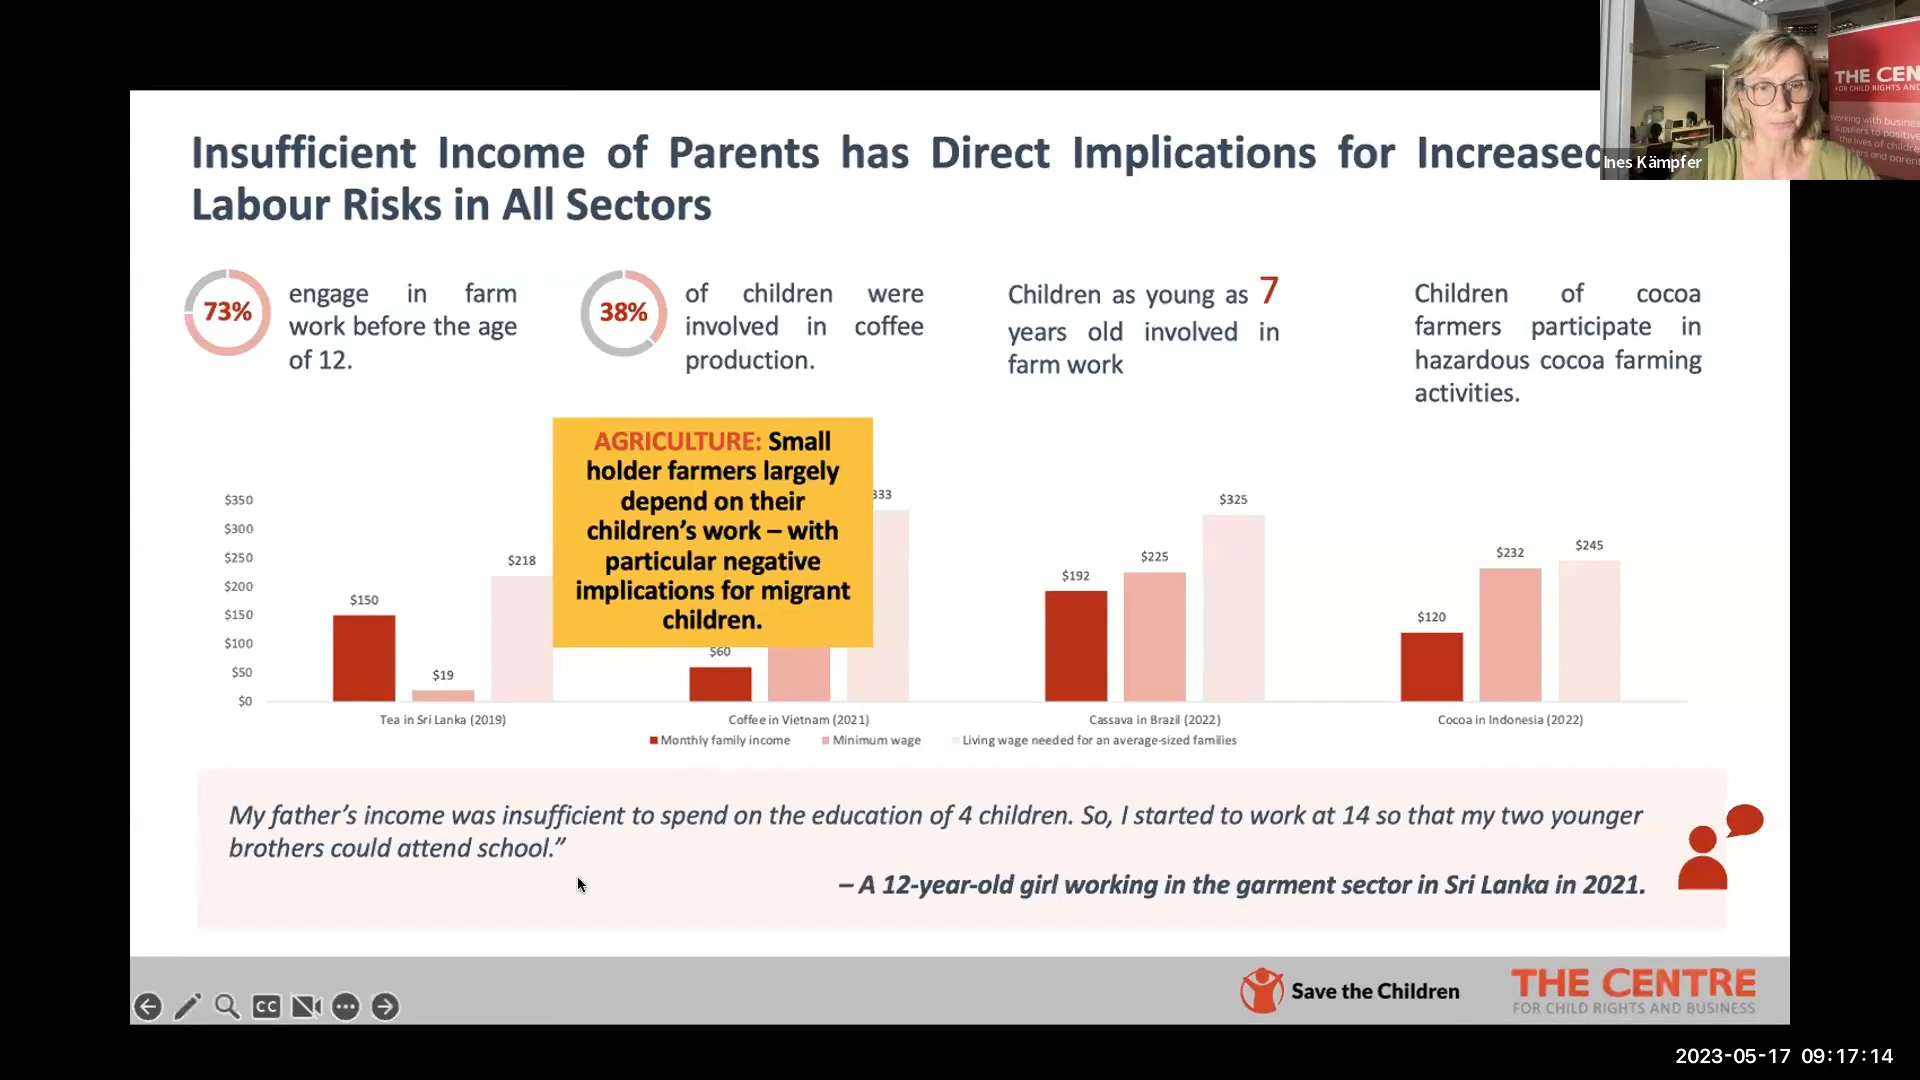 THE CEN
FOR CHILD RIGHTS AND
Ines Kämpfer
Insufficient Income of Parents has Direct Implications for Increased
Labour Risks in All Sectors
73%
engage in farm
work before the age
of 12.
38%
of children were
involved in coffee
production.
Children as young as 7
years old involved in
farm work
Children of cocoa
farmers participate in
hazardous cocoa farming
activities.
AGRICULTURE: Small
holder farmers largely
depend on their
children's work – with
particular negative
implications for migrant
children.
$350
$300
$250
$200
$150
$100
$50
$0
$150
$19
$218
$60
333
$192
$225
$325
$120
$232
$245
Tea in Sri Lanka (2019)
Coffee in Vietnam (2021)
Cassava in Brazil (2022)
Cocoa in Indonesia (2022)
Monthly family income
Minimum wage
Living wage needed for an average-sized families
My father's income was insufficient to spend on the education of 4 children. So, I started to work at 14 so that my two younger
brothers could attend school.”
– A 12-year-old girl working in the garment sector in Sri Lanka in 2021.
CC
Save the Children
THE CENTRE
FOR CHILD RIGHTS AND BUSINESS
2023-05-17 09:17:14